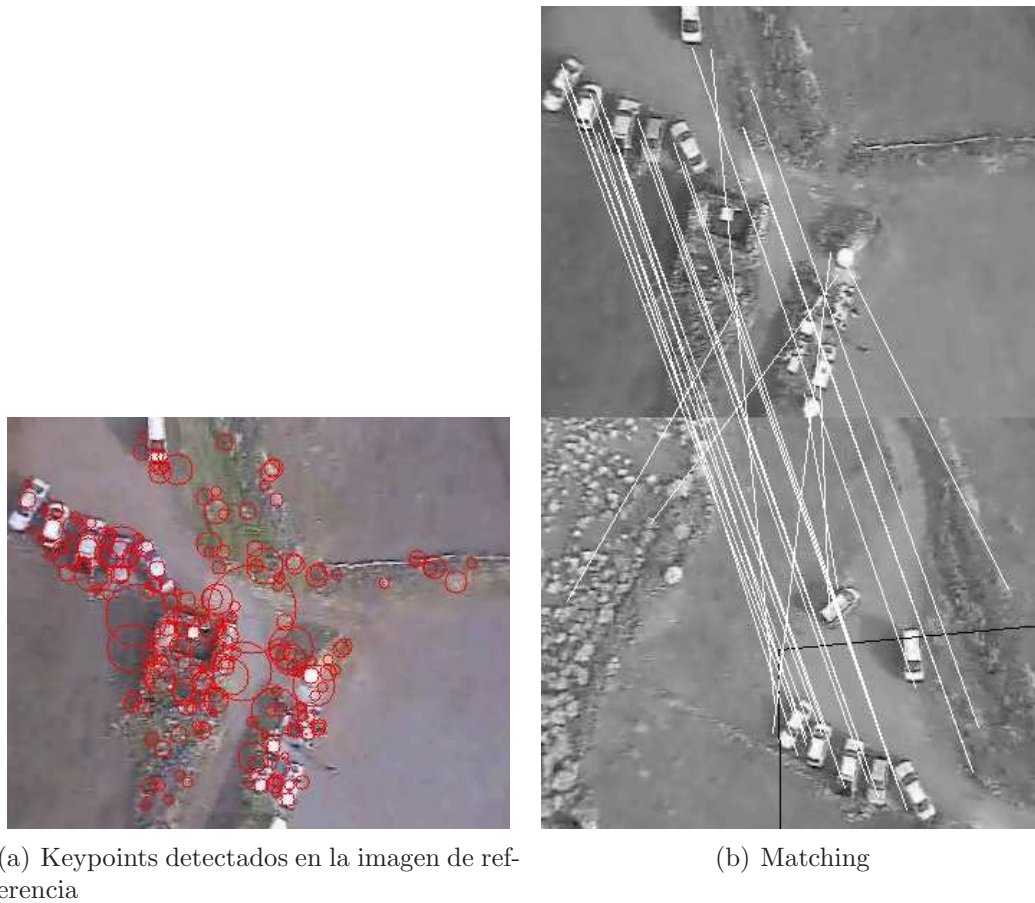 (a) Keypoints detectados en la imagen de ref-
erencia
(b) Matching